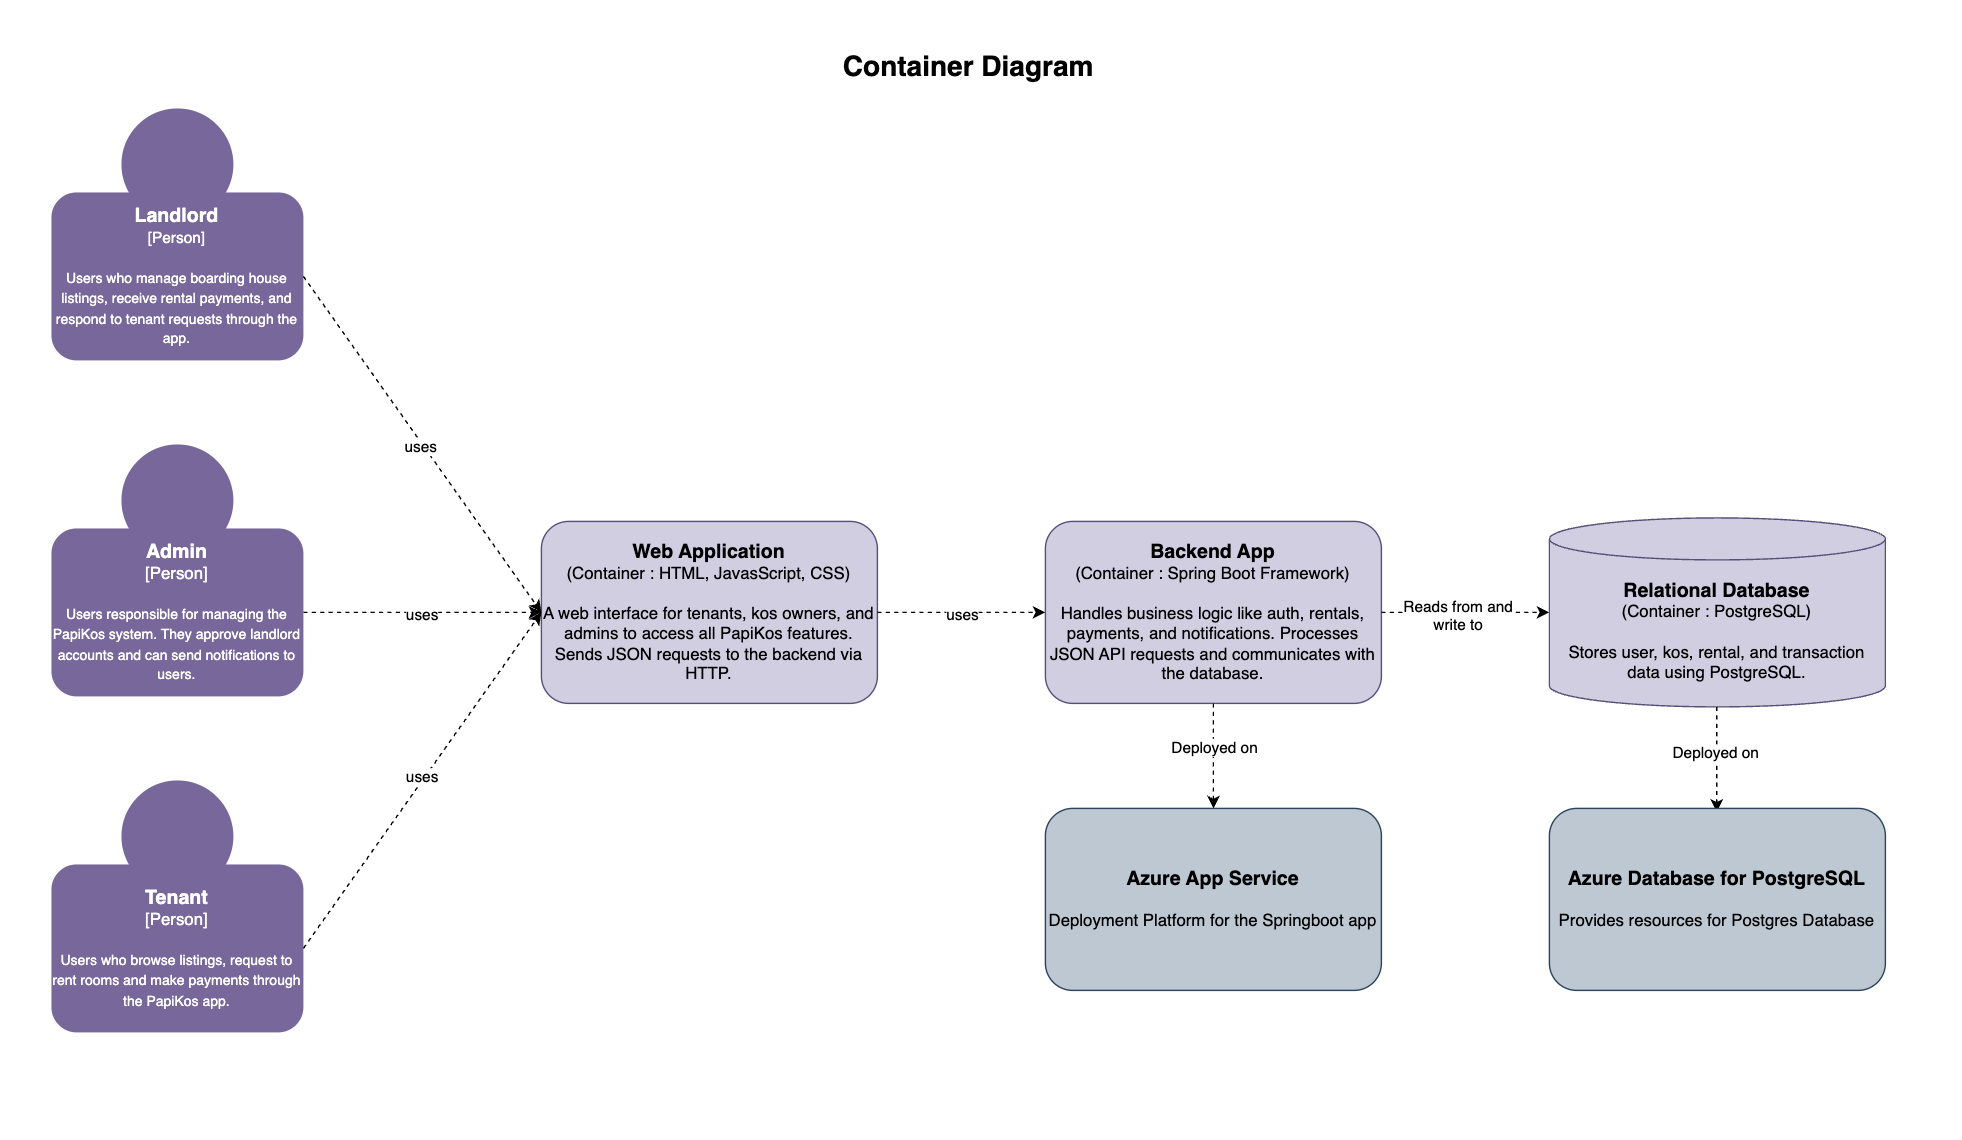 Container Diagram
Landlord
[Person]
Users who manage boarding house
listings, receive rental payments, and
respond to tenant requests through the
app.
uses
Admin
[Person]
Users responsible for managing the
PapiKos system. They approve landlord
accounts and can send notifications to
users.
uses
Tenant
[Person]
Users who browse listings, request to
rent rooms and make payments through
the PapiKos app.
uses
Web Application
(Container : HTML, JavasScript, CSS)
A web interface for tenants, kos owners, and
admins to access all PapiKos features.
Sends JSON requests to the backend via
HTTP.
uses
Backend App
(Container : Spring Boot Framework)
Handles business logic like auth, rentals,
payments, and notifications. Processes
JSON API requests and communicates with
the database.
Reads from and
write to
Relational Database
(Container : PostgreSQL)
Stores user, kos, rental, and transaction
data using PostgreSQL.
Deployed on
Deployed on
Azure App Service
Deployment Platform for the Springboot app
Azure Database for PostgreSQL
Provides resources for Postgres Database